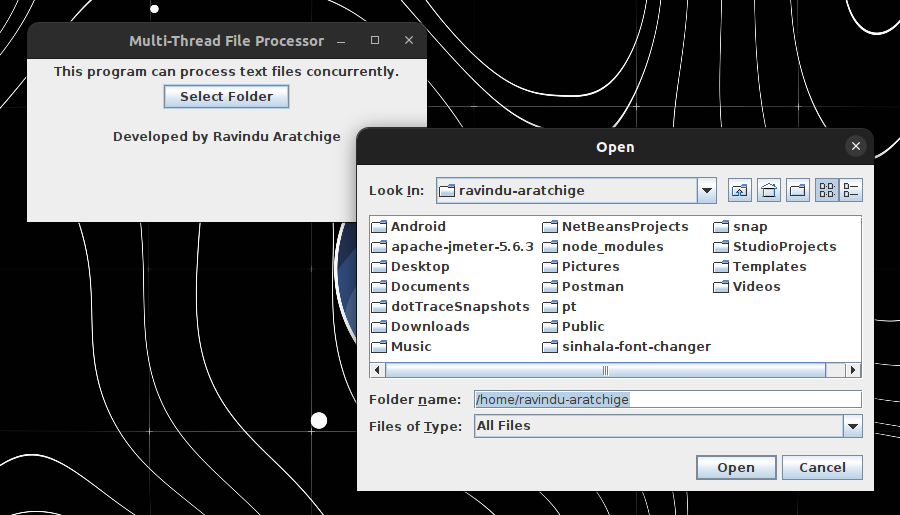 Multi-Thread File Processor
This program can process text files concurrently.
Select Folder
Developed by Ravindu Aratchige
Open
Look In: ravindu-aratchige
Android NetBeansProjects snap
apache-jmeter-5.6.3 node_modules StudioProjects
Desktop Pictures Templates
Documents Postman Videos
dotTraceSnapshots pt
Downloads Public
Music sinhala-font-changer
Folder name: /home/ravindu-aratchige
Files of Type: All Files
Open Cancel